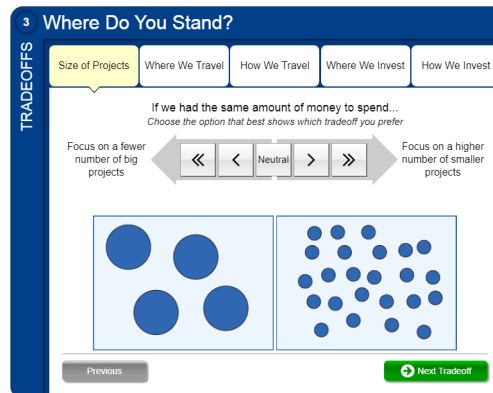 3 Where Do You Stand?
TRADEOFFS
Size of Projects
Where We Travel
How We Travel
Where We Invest
How We Invest
If we had the same amount of money to spend...
Choose the option that best shows which tradeoff you prefer
Focus on a fewer
number of big
projects
« < Neutral > »
Focus on a higher
number of smaller
projects
Previous
Next Tradeoff